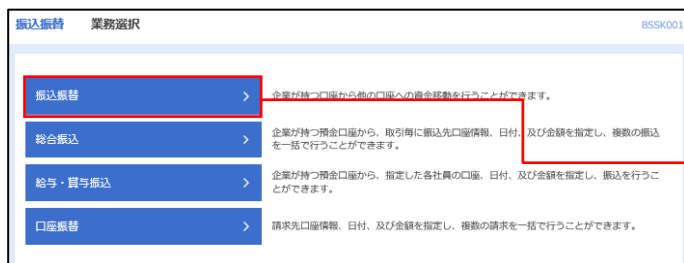 振込振替 業務選択 BSSK001
振込振替 企業が持つ口座から他の口座への資金移動を行うことができます。
総合振込 企業が持つ預金口座から、取引毎に振込先口座情報、日付、及び金額を指定し、複数の振込
を一括で行うことができます。
給与・賞与振込 企業が持つ預金口座から、指定した各社員の口座、日付、及び金額を指定し、振込を行うこ
とができます。
口座振替 請求先口座情報、日付、及び金額を指定し、複数の請求を一括で行うことができます。